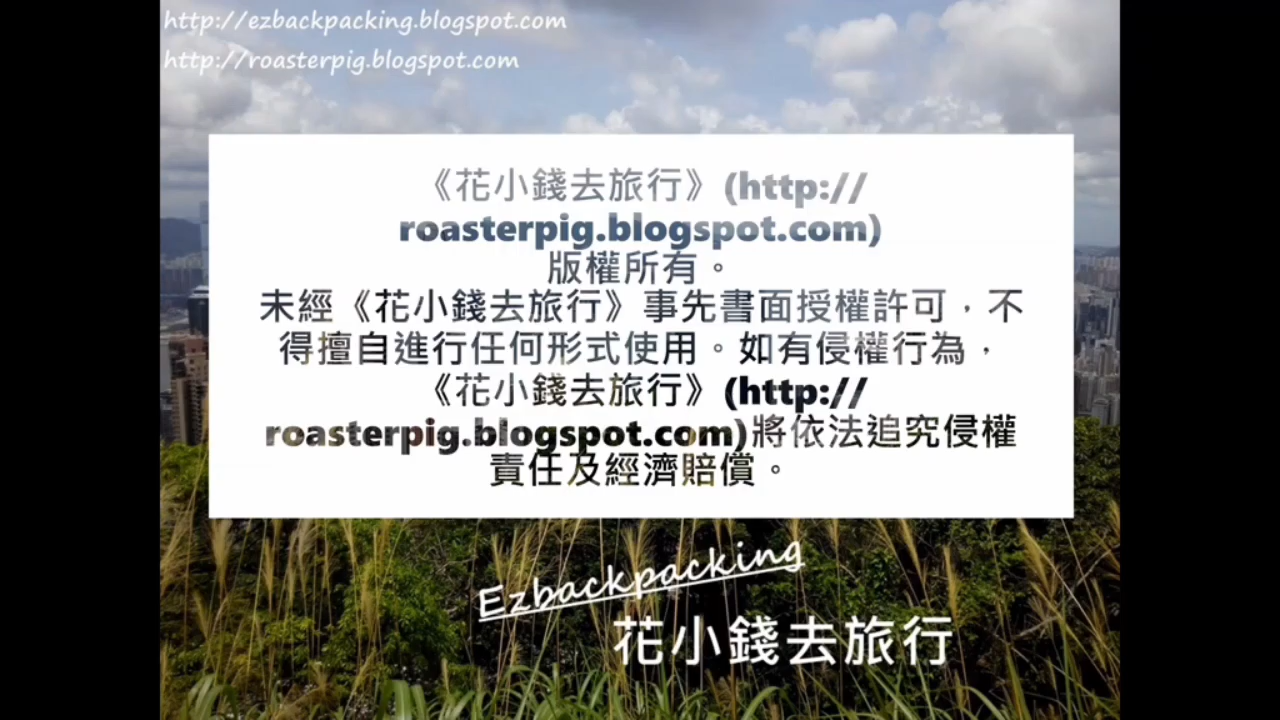 http://ezbackpacking.blogspot.com
http://roasterpig.blogspot.com
《花小錢去旅行》(http://
roasterpig.blogspot.com)
版權所有。
未經《花小錢去旅行》事先書面授權許可，不
得擅自進行任何形式使用。如有侵權行為，
《花小錢去旅行》(http://
roasterpig.blogspot.com)將依法追究侵權
責任及經濟賠償。
Ezbackpacking
花小錢去旅行